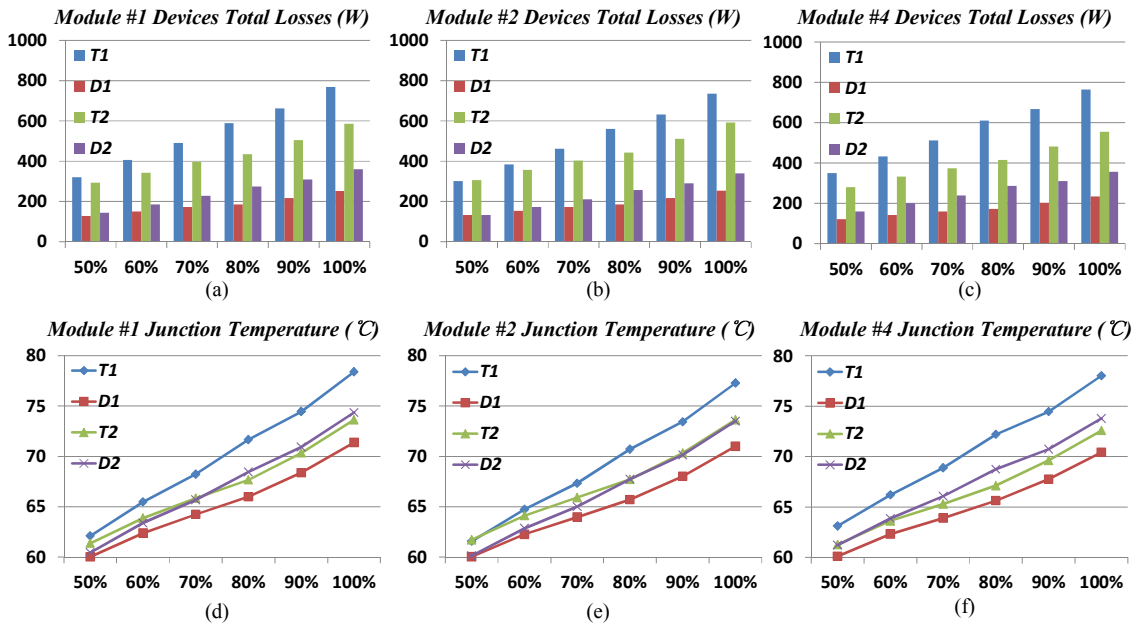 Module #1 Devices Total Losses (W)
1000
800
600
400
200
0
T1
D1
T2
D2
50% 60% 70% 80% 90% 100%
(a)
Module #2 Devices Total Losses (W)
1000
800
600
400
200
0
T1
D1
T2
D2
50% 60% 70% 80% 90% 100%
(b)
Module #4 Devices Total Losses (W)
1000
800
600
400
200
0
T1
D1
T2
D2
50% 60% 70% 80% 90% 100%
(c)
Module #1 Junction Temperature (℃)
80
75
70
65
60
T1
D1
T2
D2
50% 60% 70% 80% 90% 100%
(d)
Module #2 Junction Temperature (℃)
80
75
70
65
60
T1
D1
T2
D2
50% 60% 70% 80% 90% 100%
(e)
Module #4 Junction Temperature (℃)
80
75
70
65
60
T1
D1
T2
D2
50% 60% 70% 80% 90% 100%
(f)